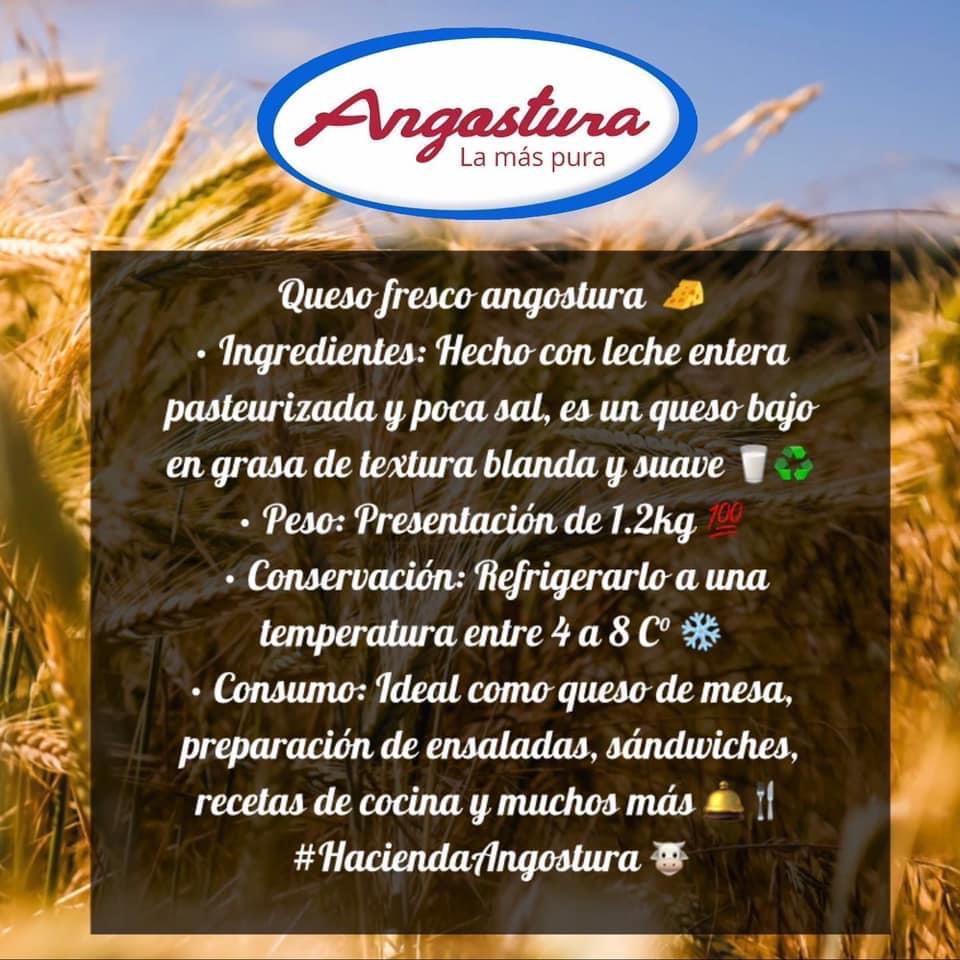 Angostura
La más pura
Queso fresco angostura 🧀
• Ingredientes: Hecho con leche entera
pasteurizada y poca sal, es un queso bajo
en grasa de textura blanda y suave 🥛♻️
• Peso: Presentación de 1.2kg 💯
• Conservación: Refrigerarlo a una
temperatura entre 4 a 8 Cº ❄️
• Consumo: Ideal como queso de mesa,
preparación de ensaladas, sándwiches,
recetas de cocina y muchos más 🛎️🍴
#HaciendaAngostura 🐮